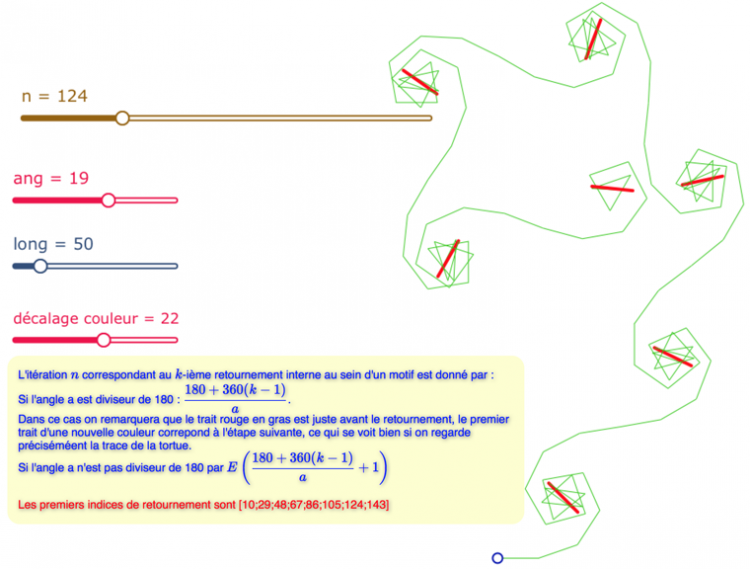 n = 124
ang = 19
long = 50
décalage couleur = 22
L'itération n correspondant au k-ième retournement interne au sein d'un motif est donné par :
Si l'angle a est diviseur de 180 : \frac{180 + 360(k − 1)}{a}.
Dans ce cas on remarquera que le trait rouge en gras est juste avant le retournement, le premier
trait d'une nouvelle couleur correpond à l'étape suivante, ce qui se voit bien si on regarde
préciséméent la trace de la tortue.
Si l'angle a n'est pas diviseur de 180 par E\left(\frac{180 + 360(k − 1)}{a} + 1\right)
Les premiers indices de retournement sont [10;29;48;67;86;105;124;143]